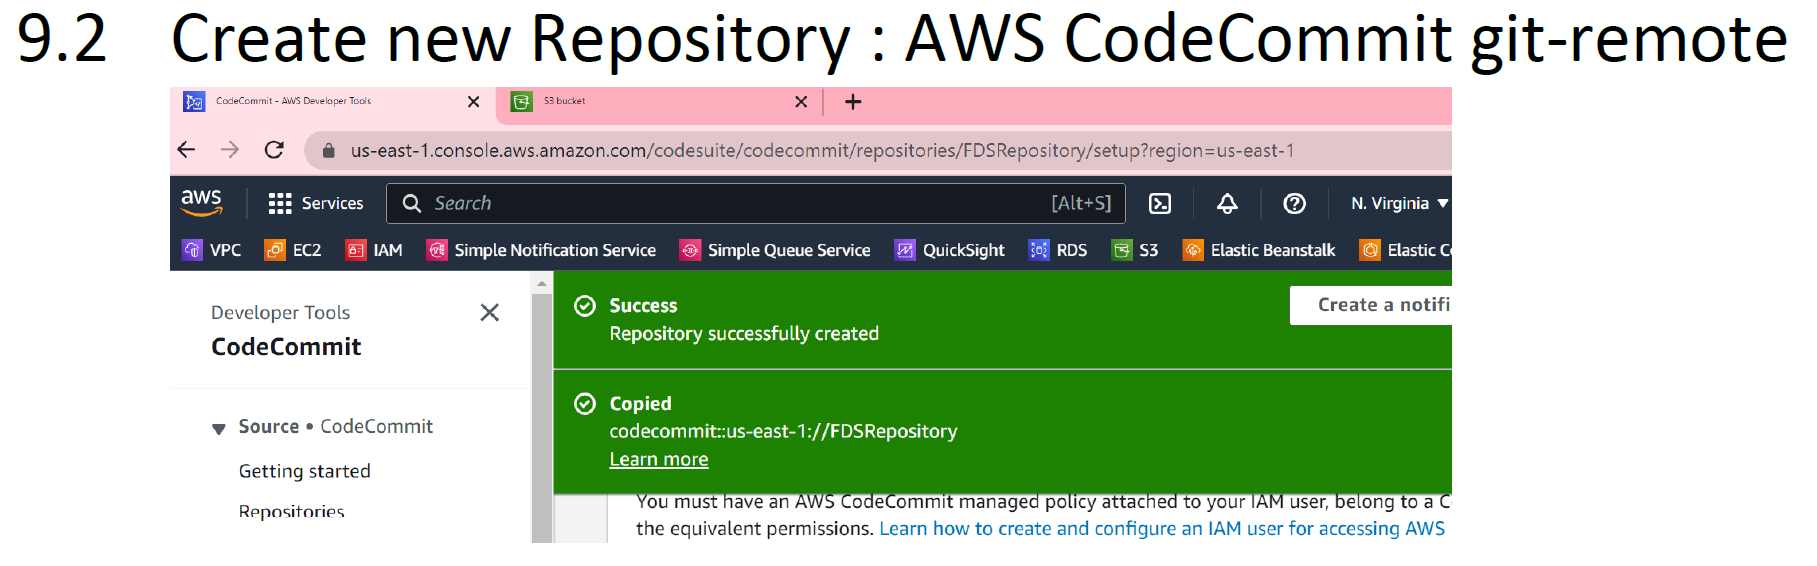 9.2 Create new Repository : AWS CodeCommit git-remote
CodeCommit - AWS Developer Tools
S3 bucket
us-east-1.console.aws.amazon.com/codesuite/codecommit/repositories/FDSRepository/setup?region=us-east-1
aws Services Search [Alt+S] N. Virginia
VPC EC2 IAM Simple Notification Service Simple Queue Service QuickSight RDS S3 Elastic Beanstalk Elastic C
Developer Tools
CodeCommit
Source • CodeCommit
Getting started
Repositories
Success
Repository successfully created
Create a notifi
Copied
codecommit::us-east-1://FDSRepository
Learn more
You must have an AWS CodeCommit managed policy attached to your IAM user, belong to a C
the equivalent permissions. Learn how to create and configure an IAM user for accessing AWS